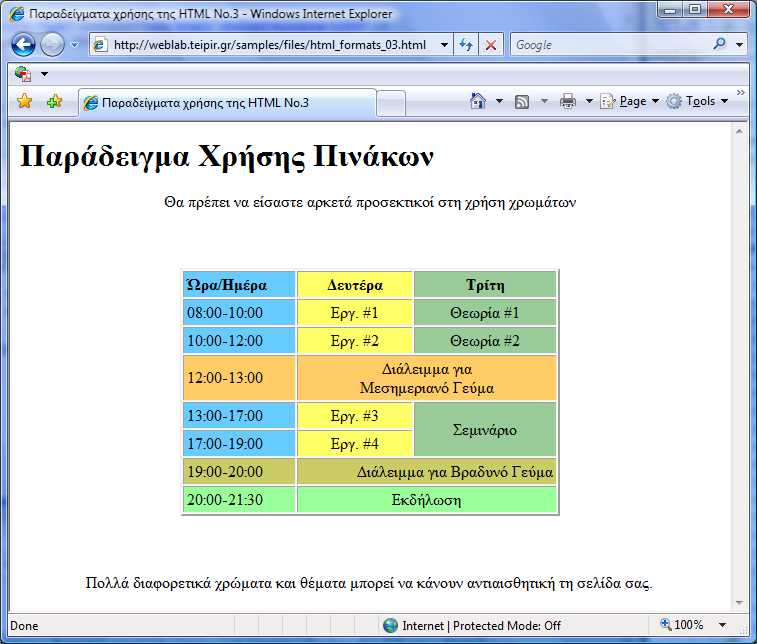 Παραδείγματα χρήσης της HTML No.3 - Windows Internet Explorer
http://weblab.teipir.gr/samples/files/html_formats_03.html
Google
Παραδείγματα χρήσης της HTML No.3
Page
Tools
Παράδειγμα Χρήσης Πινάκων
Θα πρέπει να είσαστε αρκετά προσεκτικοί στη χρήση χρωμάτων
Ώρα/Ημέρα Δευτέρα Τρίτη
08:00-10:00 Εργ. #1 Θεωρία #1
10:00-12:00 Εργ. #2 Θεωρία #2
12:00-13:00 Διάλειμμα για
Μεσημεριανό Γεύμα
13:00-17:00 Εργ. #3 Σεμινάριο
17:00-19:00 Εργ. #4
19:00-20:00 Διάλειμμα για Βραδυνό Γεύμα
20:00-21:30 Εκδήλωση
Πολλά διαφορετικά χρώματα και θέματα μπορεί να κάνουν αντιαισθητική τη σελίδα σας.
Done Internet | Protected Mode: Off 100%